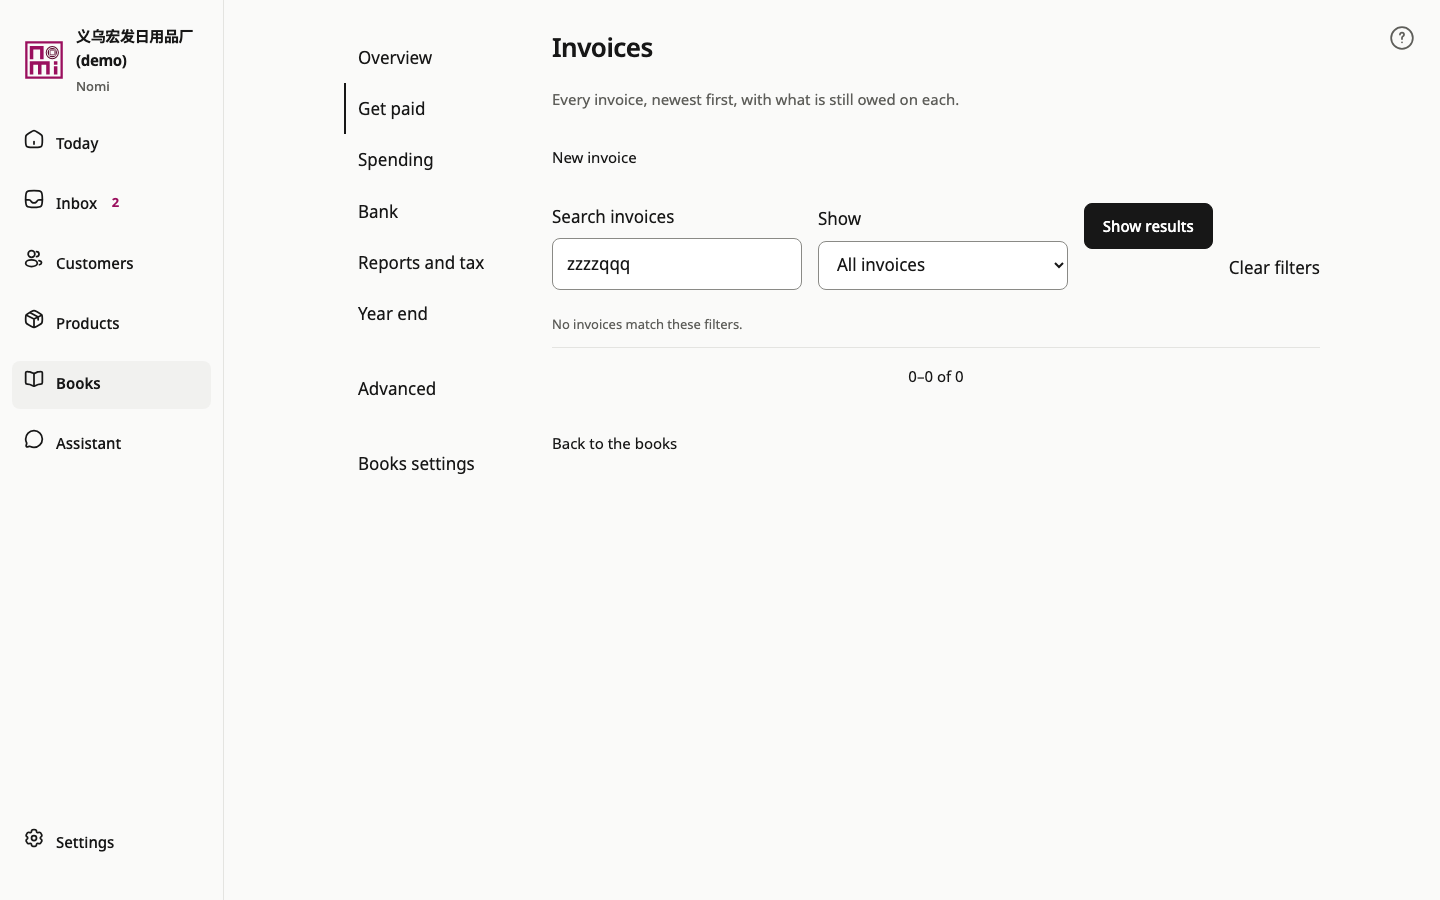 义乌宏发日用品厂
(demo)
Nomi
Today
Inbox 2
Customers
Products
Books
Assistant
Settings
Overview
Get paid
Spending
Bank
Reports and tax
Year end
Advanced
Books settings
Invoices
Every invoice, newest first, with what is still owed on each.
New invoice
Search invoices
zzzzqqq
Show
All invoices
Show results
Clear filters
No invoices match these filters.
0–0 of 0
Back to the books